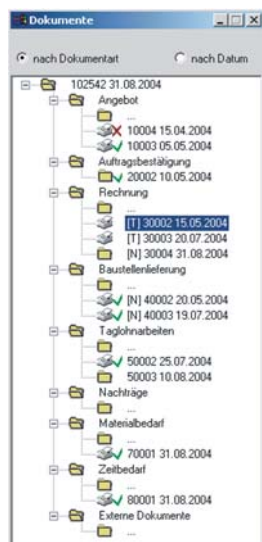 Dokumente
nach Dokumentart nach Datum
102542 31.08.2004
Angebot
...
10004 15.04.2004
10003 05.05.2004
Auftragsbestätigung
20002 10.05.2004
Rechnung
...
[T] 30002 15.05.2004
[T] 30003 20.07.2004
[N] 30004 31.08.2004
Baustellenlieferung
...
[N] 40002 20.05.2004
[N] 40003 19.07.2004
Taglohnarbeiten
...
50002 25.07.2004
50003 10.08.2004
Nachträge
...
Materialbedarf
...
70001 31.08.2004
Zeitbedarf
...
80001 31.08.2004
Externe Dokumente
...